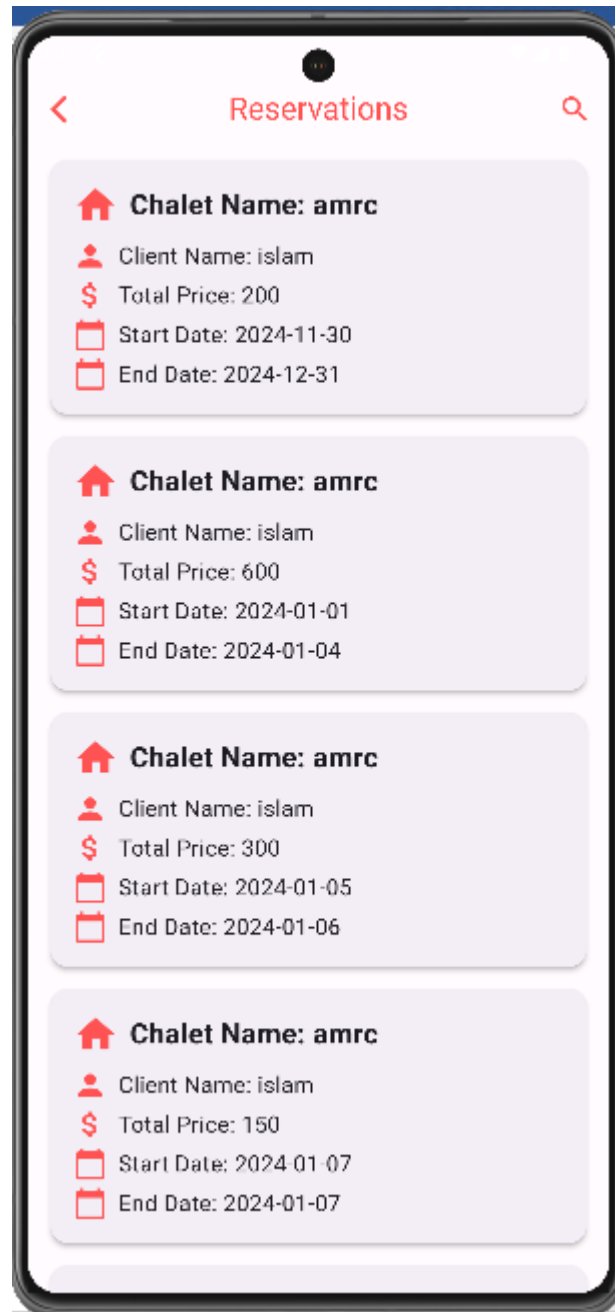 Reservations
Chalet Name: amrc
Client Name: islam
Total Price: 200
Start Date: 2024-11-30
End Date: 2024-12-31
Chalet Name: amrc
Client Name: islam
Total Price: 600
Start Date: 2024-01-01
End Date: 2024-01-04
Chalet Name: amrc
Client Name: islam
Total Price: 300
Start Date: 2024-01-05
End Date: 2024-01-06
Chalet Name: amrc
Client Name: islam
Total Price: 150
Start Date: 2024-01-07
End Date: 2024-01-07